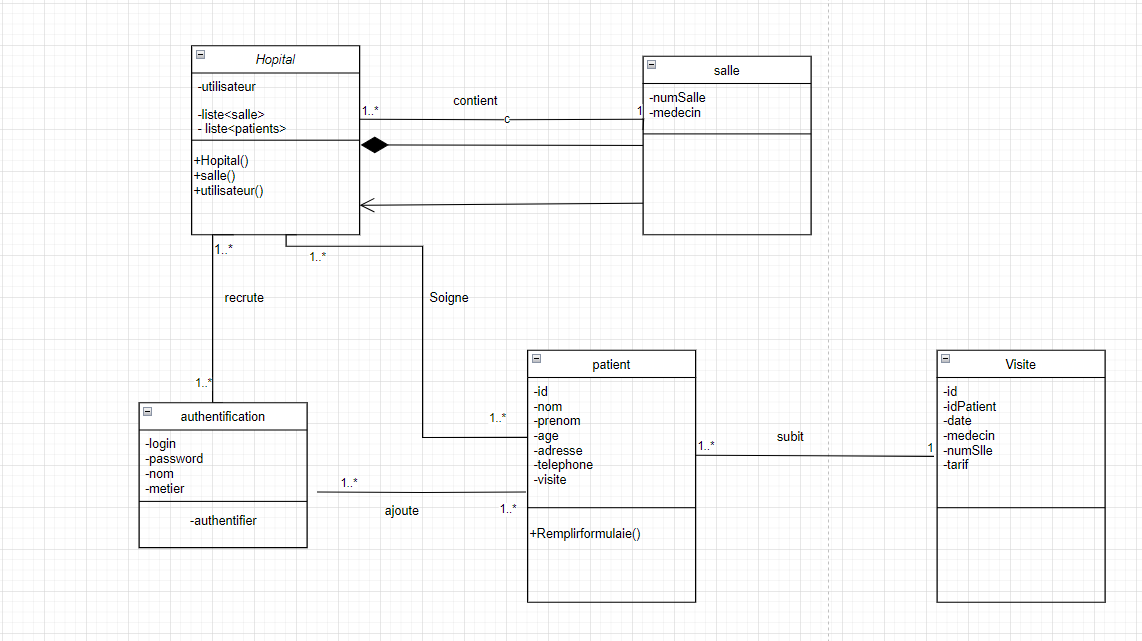 Hopital
-utilisateur
-liste<salle>
- liste<patients>
+Hopital()
+salle()
+utilisateur()
1..*
contient
c
1
salle
-numSalle
-medecin
1..*
recrute
1..*
1..*
Soigne
1..*
authentification
-login
-password
-nom
-metier
-authentifier
1..*
ajoute
1..*
patient
-id
-nom
-prenom
-age
-adresse
-telephone
-visite
+Remplirformulaie()
1..*
subit
1
Visite
-id
-idPatient
-date
-medecin
-numSlle
-tarif